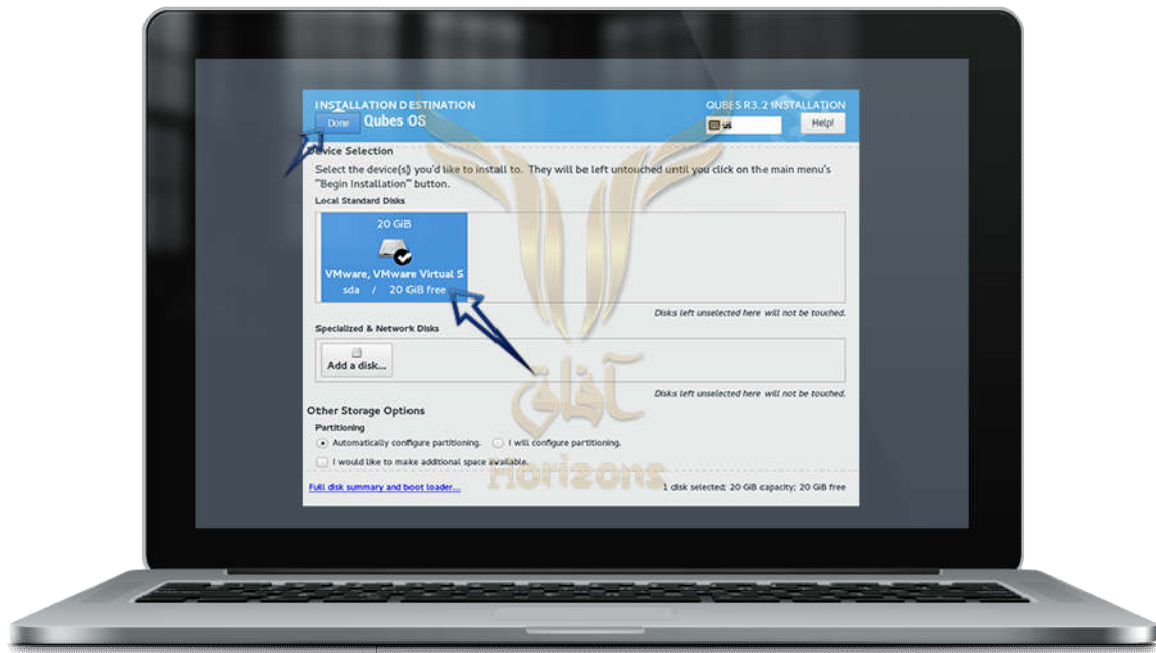 INSTALLATION DESTINATION
QUBES R3.2 INSTALLATION
Done
Qubes OS
us
Help!
Device Selection
Select the device(s) you'd like to install to. They will be left untouched until you click on the main menu's
"Begin Installation" button.
Local Standard Disks
20 GiB
VMware, VMware Virtual S
sda / 20 GiB free
Disks left unselected here will not be touched.
Specialized & Network Disks
Add a disk...
Disks left unselected here will not be touched.
Other Storage Options
Partitioning
Automatically configure partitioning. I will configure partitioning.
I would like to make additional space available.
Full disk summary and boot loader...
1 disk selected; 20 GiB capacity; 20 GiB free
آفاق
Horizons